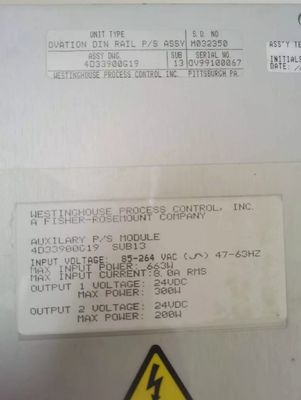 UNIT TYPE S.O. NO
OVATION DIN RAIL P/S ASSY M032350
ASSY DWG. SUB SERIAL NO.
4D33900G19 13 OV99100067
WESTINGHOUSE PROCESS CONTROL INC. PITTSBURGH PA.
ASS'Y TE
INITIALS
DATE:
WESTINGHOUSE PROCESS CONTROL, INC.
A FISHER-ROSEMOUNT COMPANY
AUXILARY P/S MODULE
4D33900G19 SUB13
INPUT VOLTAGE: 85-264 VAC (∿) 47-63HZ
MAX INPUT POWER: 663W
MAX INPUT CURRENT:8.0A RMS
OUTPUT 1 VOLTAGE: 24VDC
MAX POWER: 300W
OUTPUT 2 VOLTAGE: 24VDC
MAX POWER: 200W